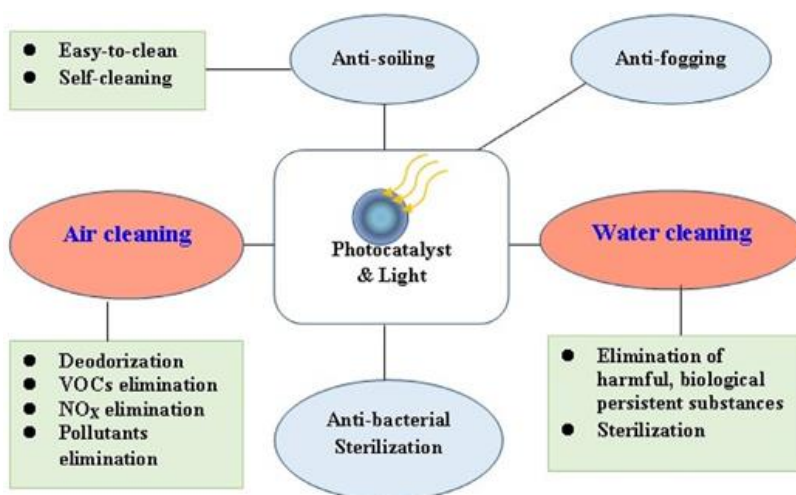 ● Easy-to-clean
● Self-cleaning
Anti-soiling
Anti-fogging
Air cleaning
Photocatalyst
& Light
Water cleaning
● Deodorization
● VOCs elimination
● NOX elimination
● Pollutants
elimination
Anti-bacterial
Sterilization
● Elimination of
harmful, biological
persistent substances
● Sterilization